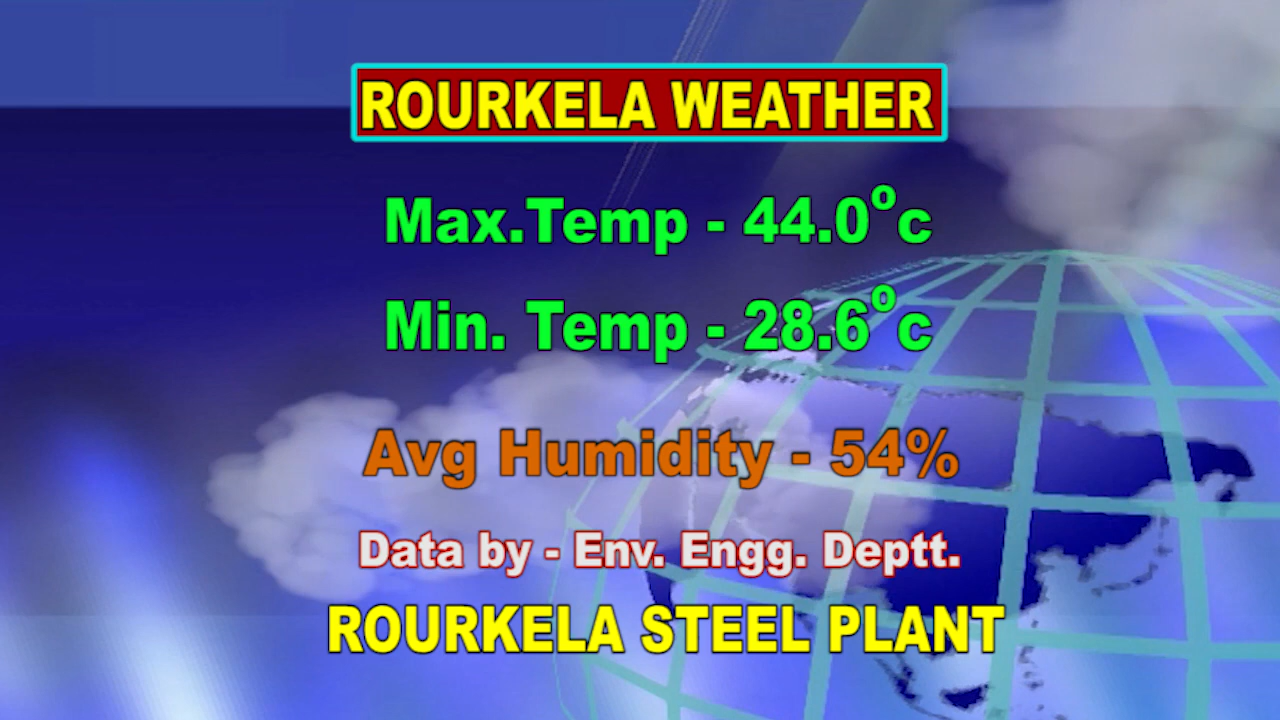 ROURKELA WEATHER
Max.Temp - 44.0°c
Min. Temp - 28.6°c
Avg Humidity - 54%
Data by - Env. Engg. Deptt.
ROURKELA STEEL PLANT